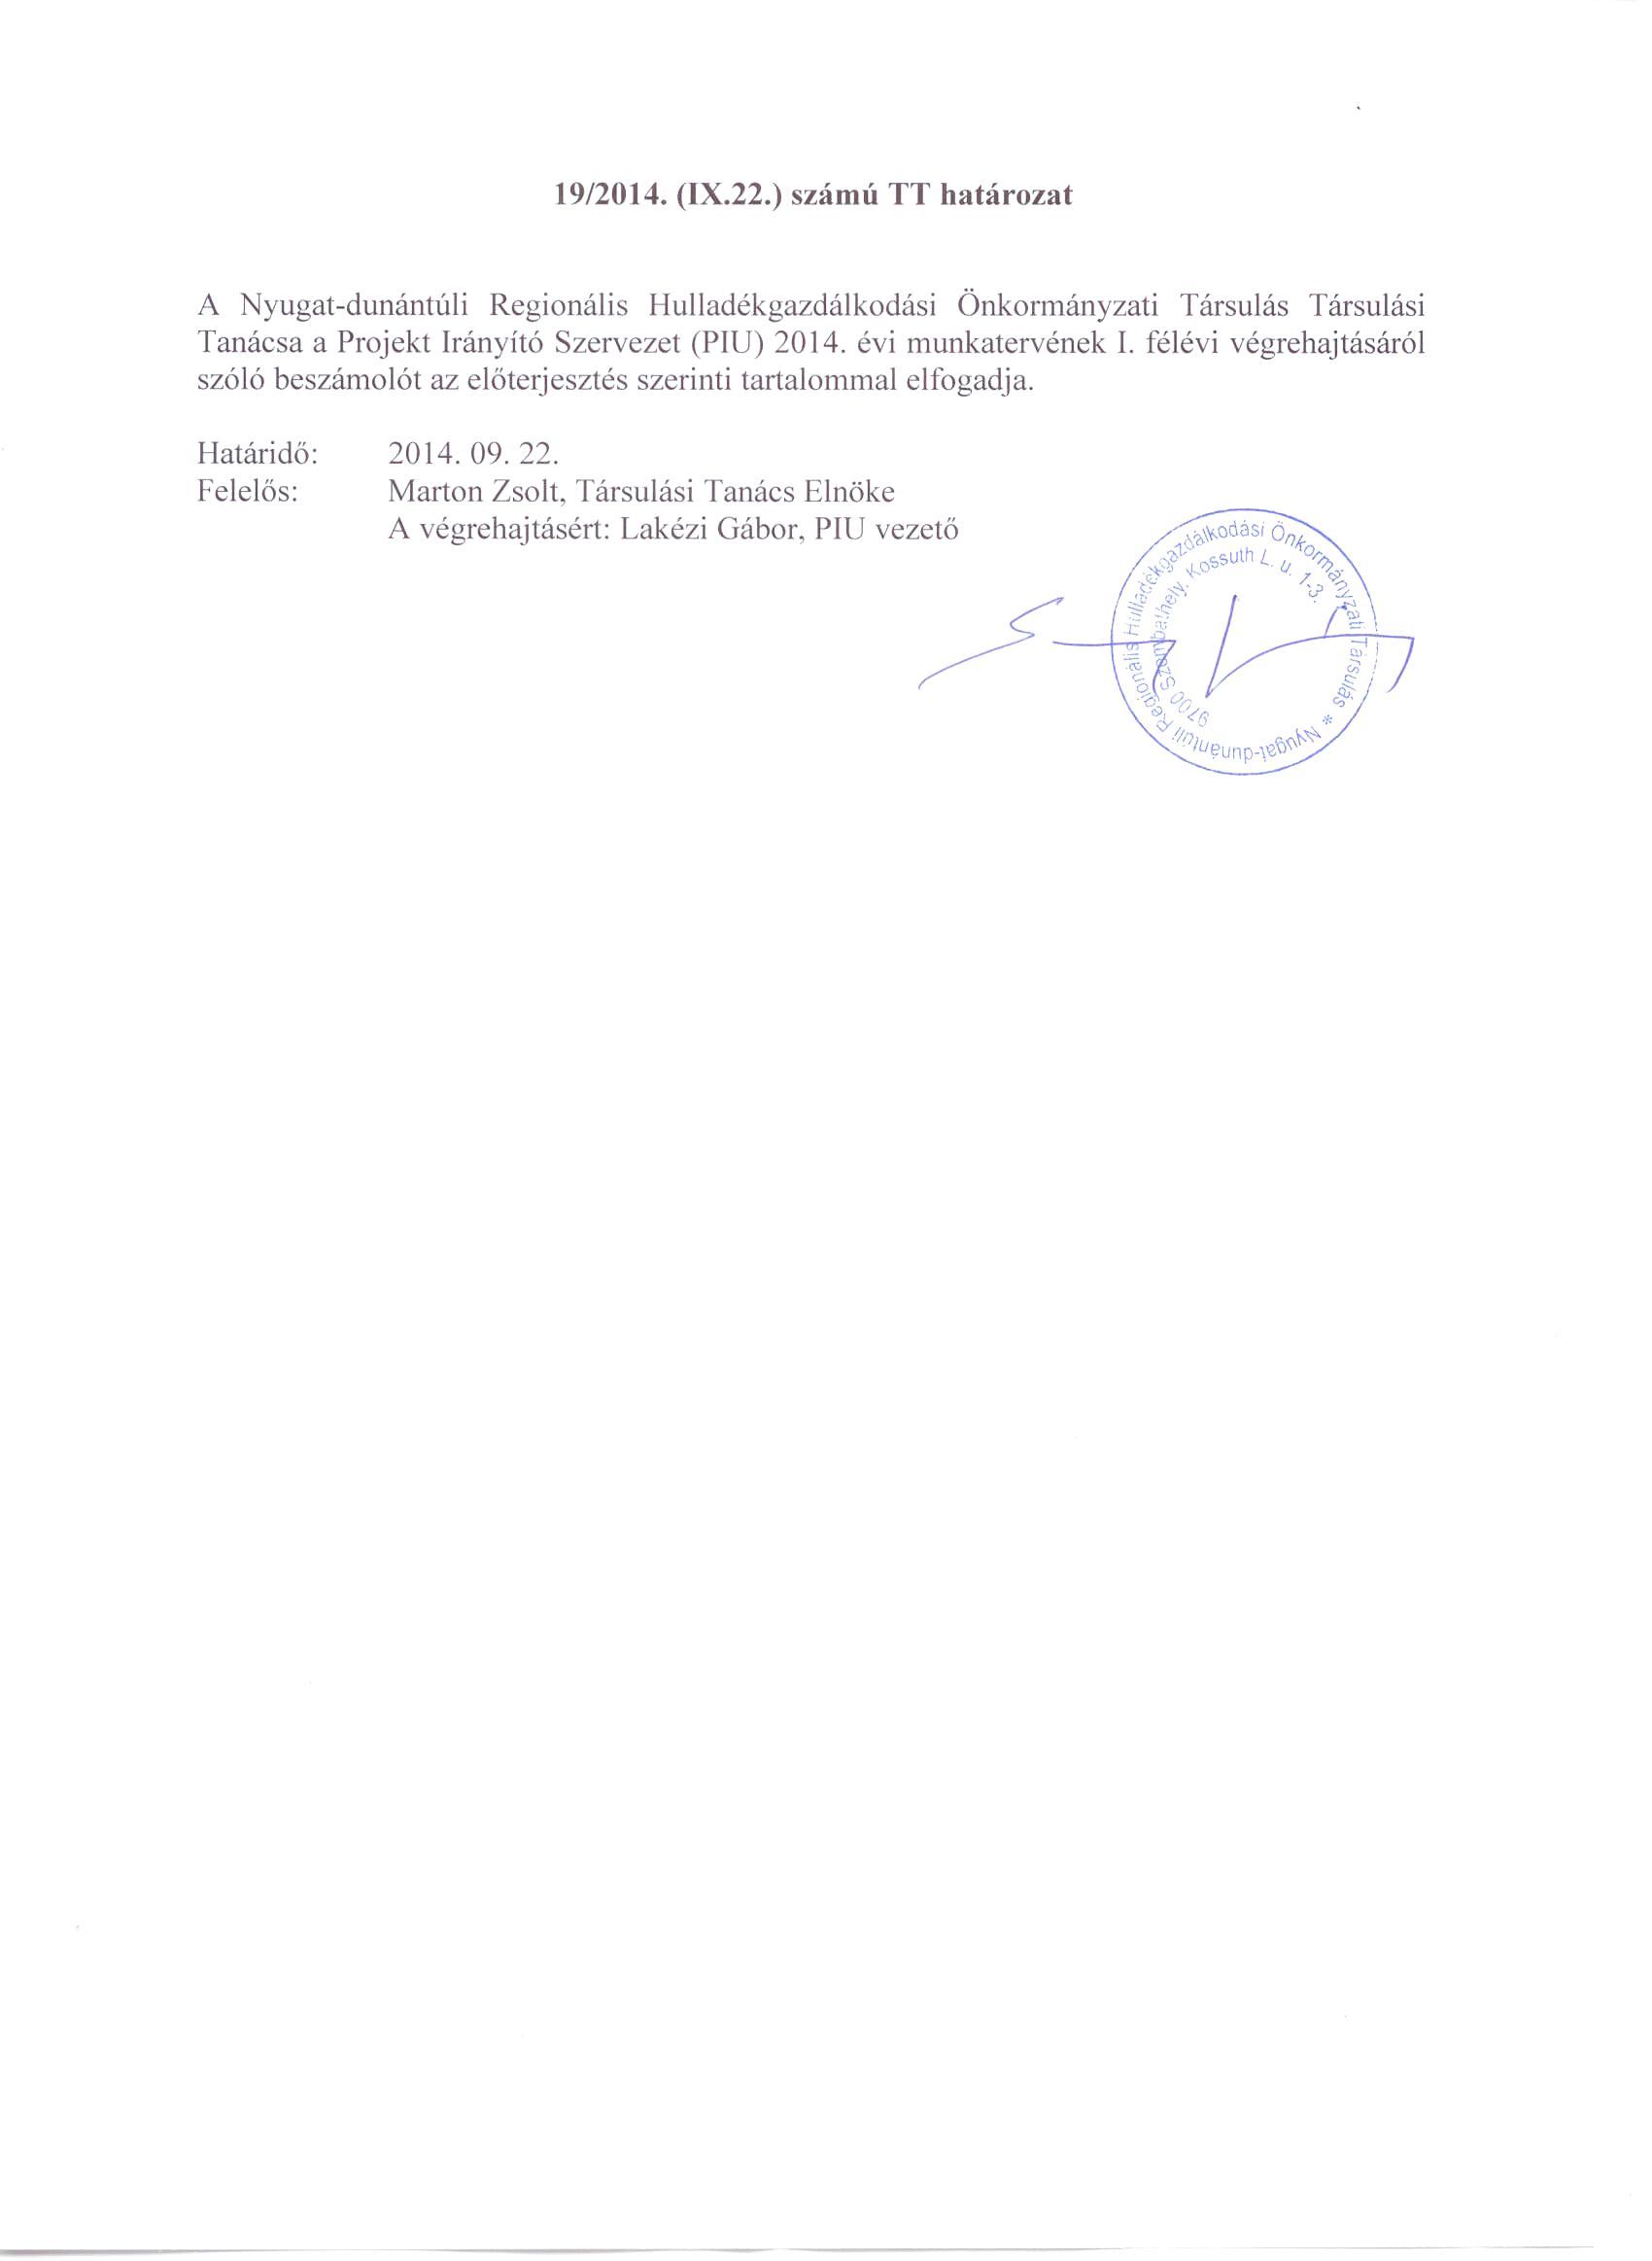 19/2014. (IX.22.) számú TT határozat
A Nyugat-dunántúli Regionális Hulladékgazdálkodási Önkormányzati Társulás Társulási
Tanácsa a Projekt Irányító Szervezet (PIU) 2014. évi munkatervének I. félévi végrehajtásáról
szóló beszámolót az előterjesztés szerinti tartalommal elfogadja.
Határidő: 2014. 09. 22.
Felelős: Marton Zsolt, Társulási Tanács Elnöke
A végrehajtásért: Lakézi Gábor, PIU vezető
Nyugat-dunántúli Regionális Hulladékgazdálkodási Önkormányzati Társulás *
9700 Szombathely, Kossuth L. u. 1-3.